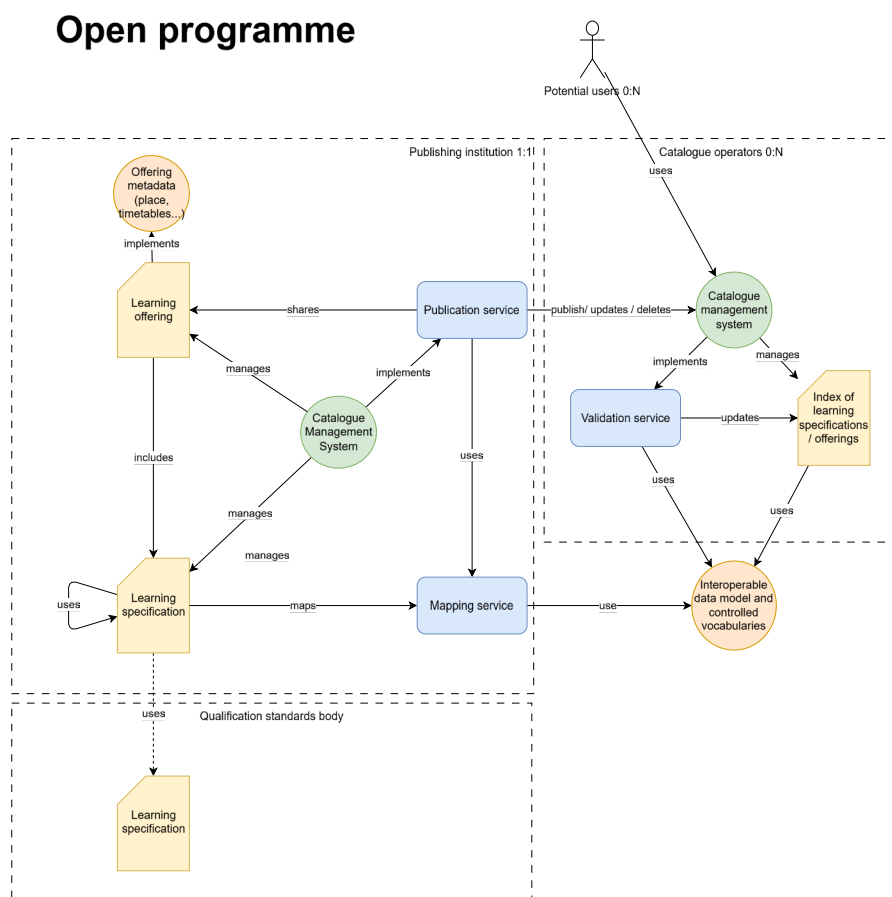 Open programme
Potential users 0:N
Publishing institution 1:1
Catalogue operators 0:N
uses
Offering
metadata
(place,
timetables...)
implements
Learning
offering
shares
Publication service
publish/ updates / deletes
Catalogue
management
system
manages
implements
implements
manages
Index of
learning
specifications
/ offerings
Validation service
updates
Catalogue
Management
System
includes
uses
uses
uses
manages
manages
Learning
specification
uses
maps
Mapping service
use
Interoperable
data model and
controlled
vocabularies
uses
Qualification standards body
Learning
specification